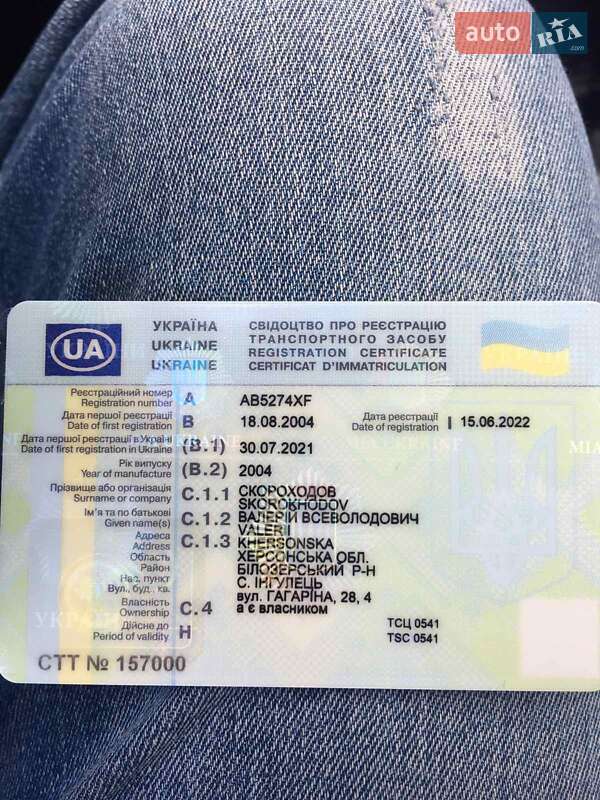 auto RIA.com
УКРАЇНА СВІДОЦТВО ПРО РЕЄСТРАЦІЮ
UA UKRAINE ТРАНСПОРТНОГО ЗАСОБУ
REGISTRATION CERTIFICATE
UKRAINE CERTIFICAT D'IMMATRICULATION
Реєстраційний номер
Registration number A AB5274XF
Дата першої реєстрації
Date of first registration B 18.08.2004 Дата реєстрації
Date of registration I 15.06.2022
Дата першої реєстрації в Україні
Date of first registration in Ukraine (B.1) 30.07.2021
Рік випуску
Year of manufacture (B.2) 2004
Прізвище або організація
Surname or company C.1.1 СКОРОХОДОВ
SKOROKHODOV
Ім'я та по батькові
Given name(s) C.1.2 ВАЛЕРІЙ ВСЕВОЛОДОВИЧ
VALERI
Адреса
Address C.1.3 KHERSONSKA
Область ХЕРСОНСЬКА ОБЛ.
Район БІЛОЗЕРСЬКИЙ Р-Н
Нас. пункт С. ІНГУЛЕЦЬ
Вул., буд., кв. вул. ГАГАРІНА, 28, 4
Власність
Ownership C.4 а є власником
Дійсне до
Period of validity H
ТСЦ 0541
TSC 0541
СТТ № 157000